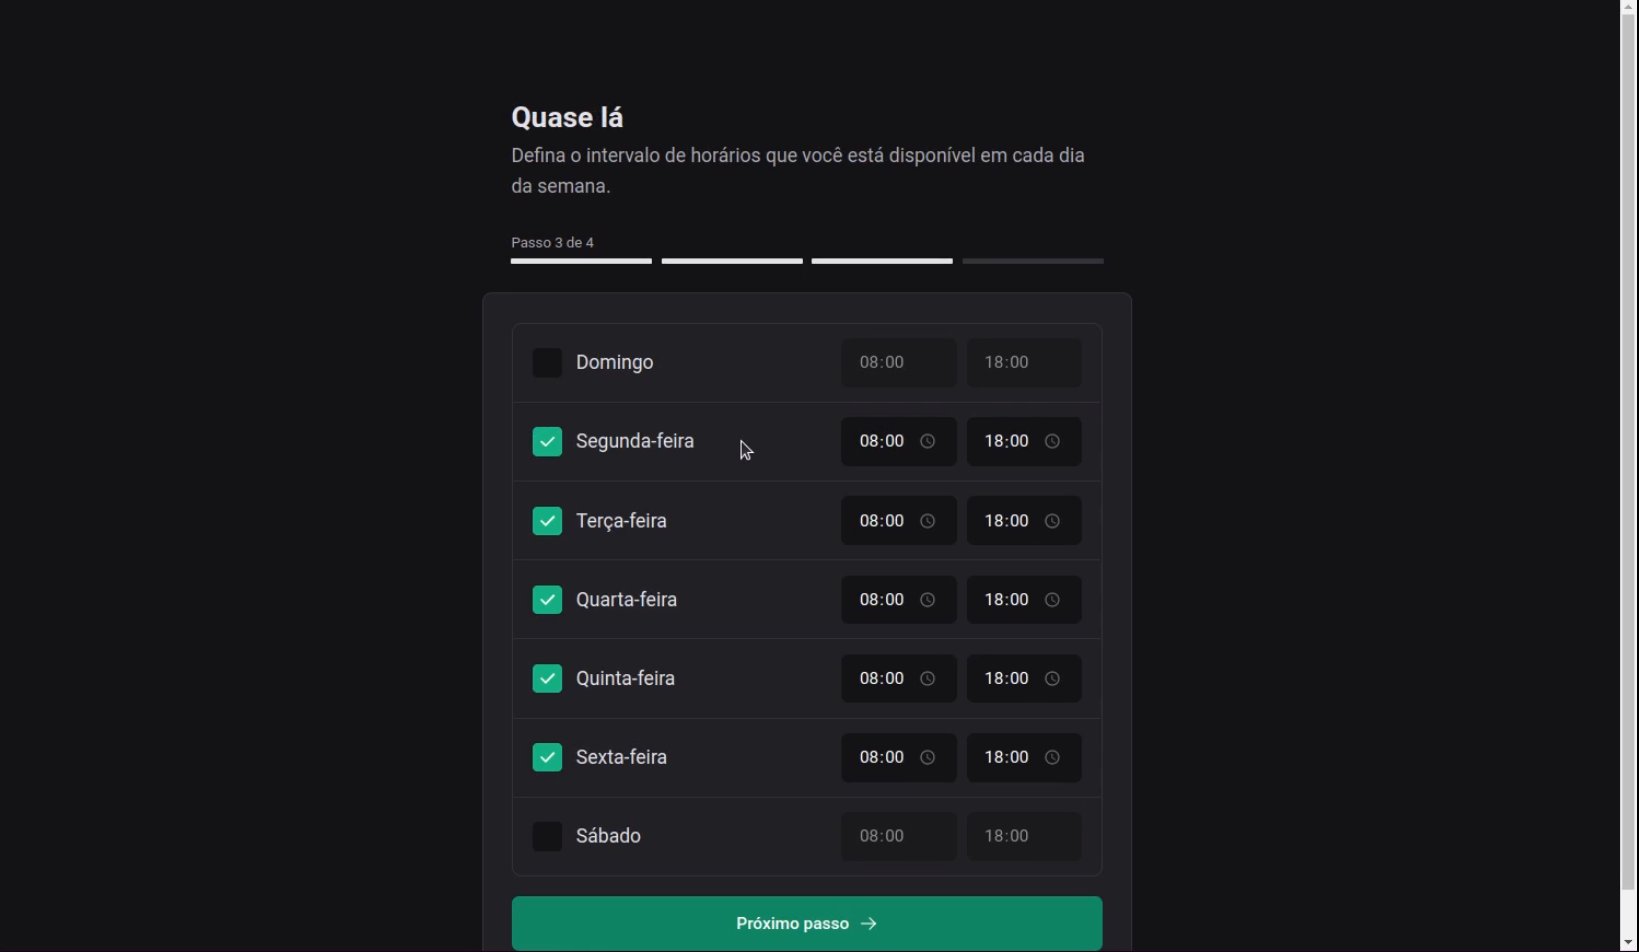 Quase lá
Defina o intervalo de horários que você está disponível em cada dia
da semana.
Passo 3 de 4
Domingo 08:00 18:00
Segunda-feira 08:00 18:00
Terça-feira 08:00 18:00
Quarta-feira 08:00 18:00
Quinta-feira 08:00 18:00
Sexta-feira 08:00 18:00
Sábado 08:00 18:00
Próximo passo →